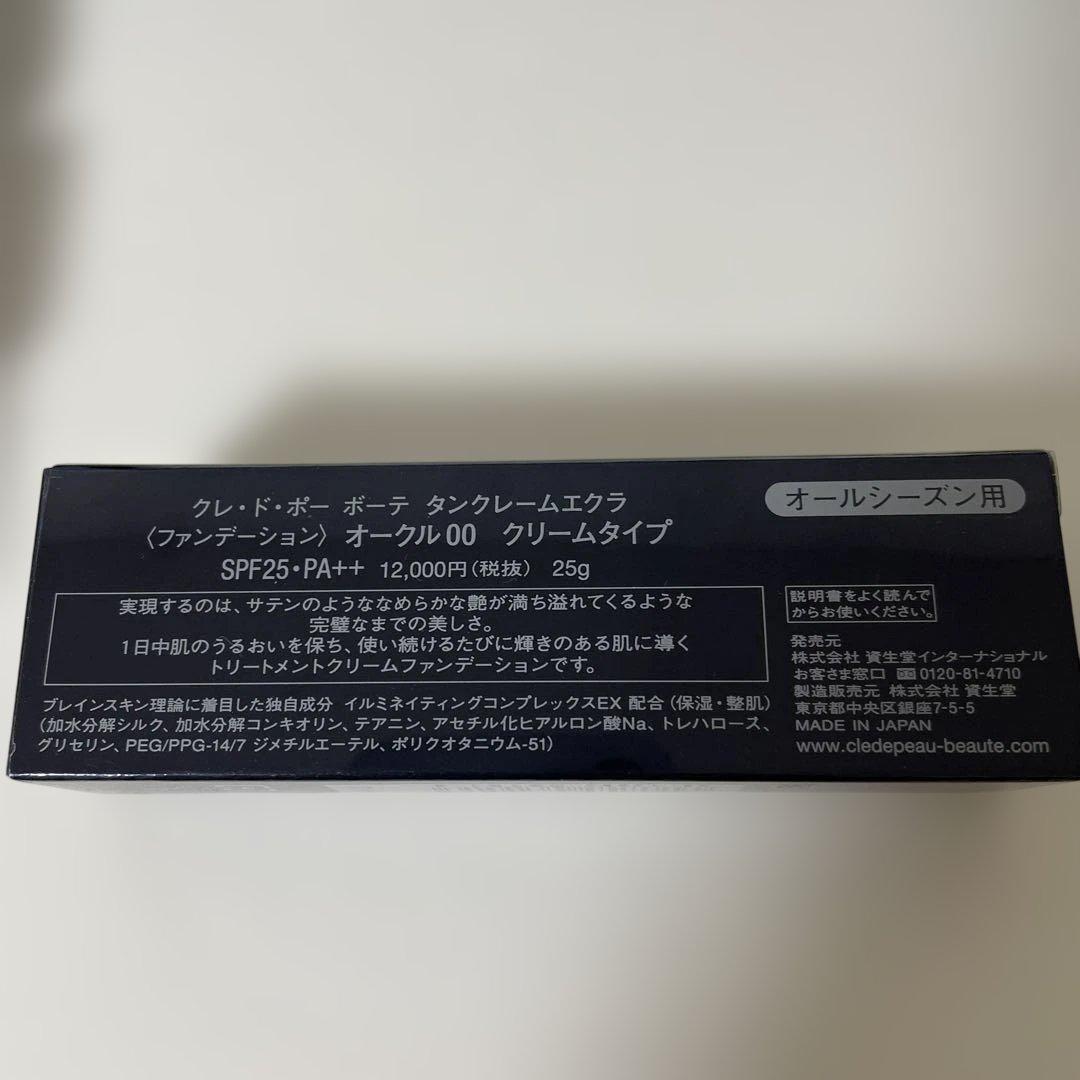 クレ・ド・ポー ボーテ タンクレームエクラ
〈ファンデーション〉 オークル00 クリームタイプ
SPF25・PA++ 12,000円(税抜) 25g
実現するのは、サテンのようななめらかな艶が満ち溢れてくるような
完璧なまでの美しさ。
1日中肌のうるおいを保ち、使い続けるたびに輝きのある肌に導く
トリートメントクリームファンデーションです。
ブレインスキン理論に着目した独自成分 イルミネイティングコンプレックスEX 配合(保湿・整肌)
(加水分解シルク、加水分解コンキオリン、テアニン、アセチル化ヒアルロン酸Na、トレハロース、
グリセリン、PEG/PPG-14/7 ジメチルエーテル、ポリクオタニウム-51)
オールシーズン用
説明書をよく読んで
からお使いください。
発売元
株式会社 資生堂インターナショナル
お客さま窓口 0120-81-4710
製造販売元 株式会社 資生堂
東京都中央区銀座7-5-5
MADE IN JAPAN
www.cledepeau-beaute.com